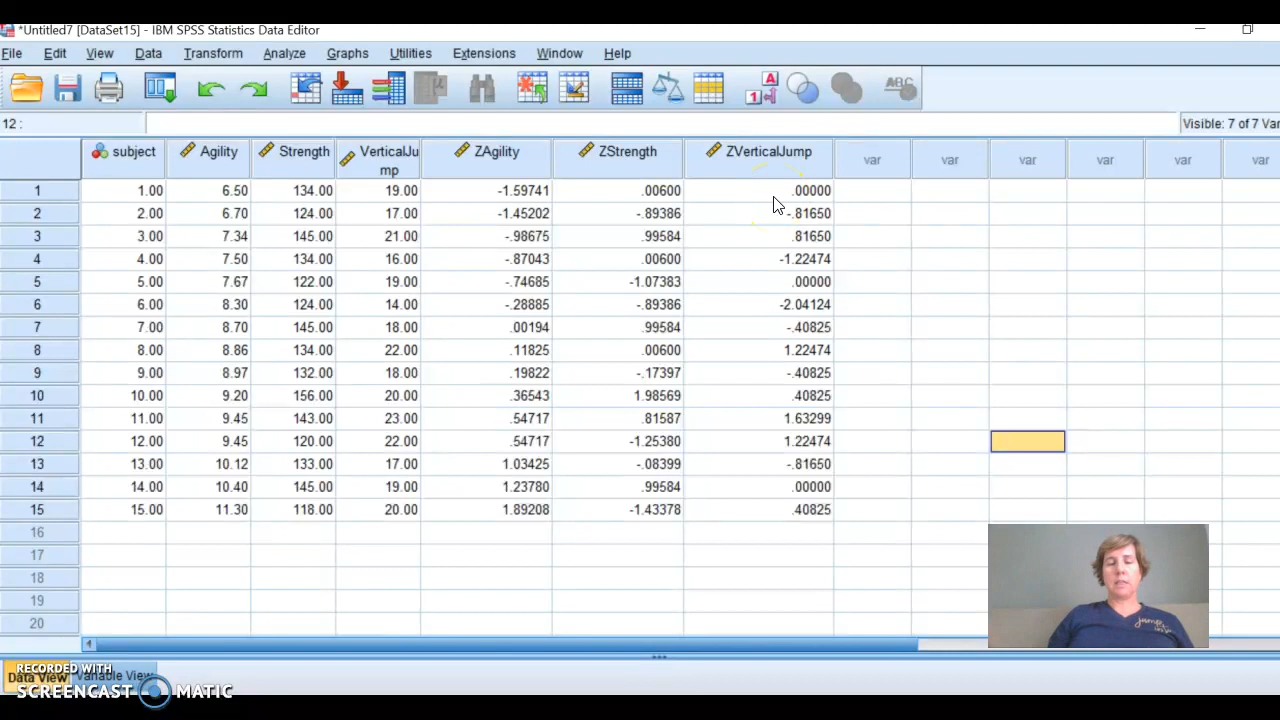 *Untitled7 [DataSet15] - IBM SPSS Statistics Data Editor
File Edit View Data Transform Analyze Graphs Utilities Extensions Window Help
A 1 ABC
12 : Visible: 7 of 7 Var
subject Agility Strength VerticalJu mp ZAgility ZStrength ZVerticalJump var var var var var var
1 1.00 6.50 134.00 19.00 -1.59741 .00600 .00000
2 2.00 6.70 124.00 17.00 -1.45202 -.89386 -.81650
3 3.00 7.34 145.00 21.00 -.98675 .99584 .81650
4 4.00 7.50 134.00 16.00 -.87043 .00600 -1.22474
5 5.00 7.67 122.00 19.00 -.74685 -1.07383 .00000
6 6.00 8.30 124.00 14.00 -.28885 -.89386 -2.04124
7 7.00 8.70 145.00 18.00 .00194 .99584 -.40825
8 8.00 8.86 134.00 22.00 .11825 .00600 1.22474
9 9.00 8.97 132.00 18.00 .19822 -.17397 -.40825
10 10.00 9.20 156.00 20.00 .36543 1.98569 .40825
11 11.00 9.45 143.00 23.00 .54717 .81587 1.63299
12 12.00 9.45 120.00 22.00 .54717 -1.25380 1.22474
13 13.00 10.12 133.00 17.00 1.03425 -.08399 -.81650
14 14.00 10.40 145.00 19.00 1.23780 .99584 .00000
15 15.00 11.30 118.00 20.00 1.89208 -1.43378 .40825
16
17
18
19
20
Data View Variable View
RECORDED WITH
SCREENCAST MATIC